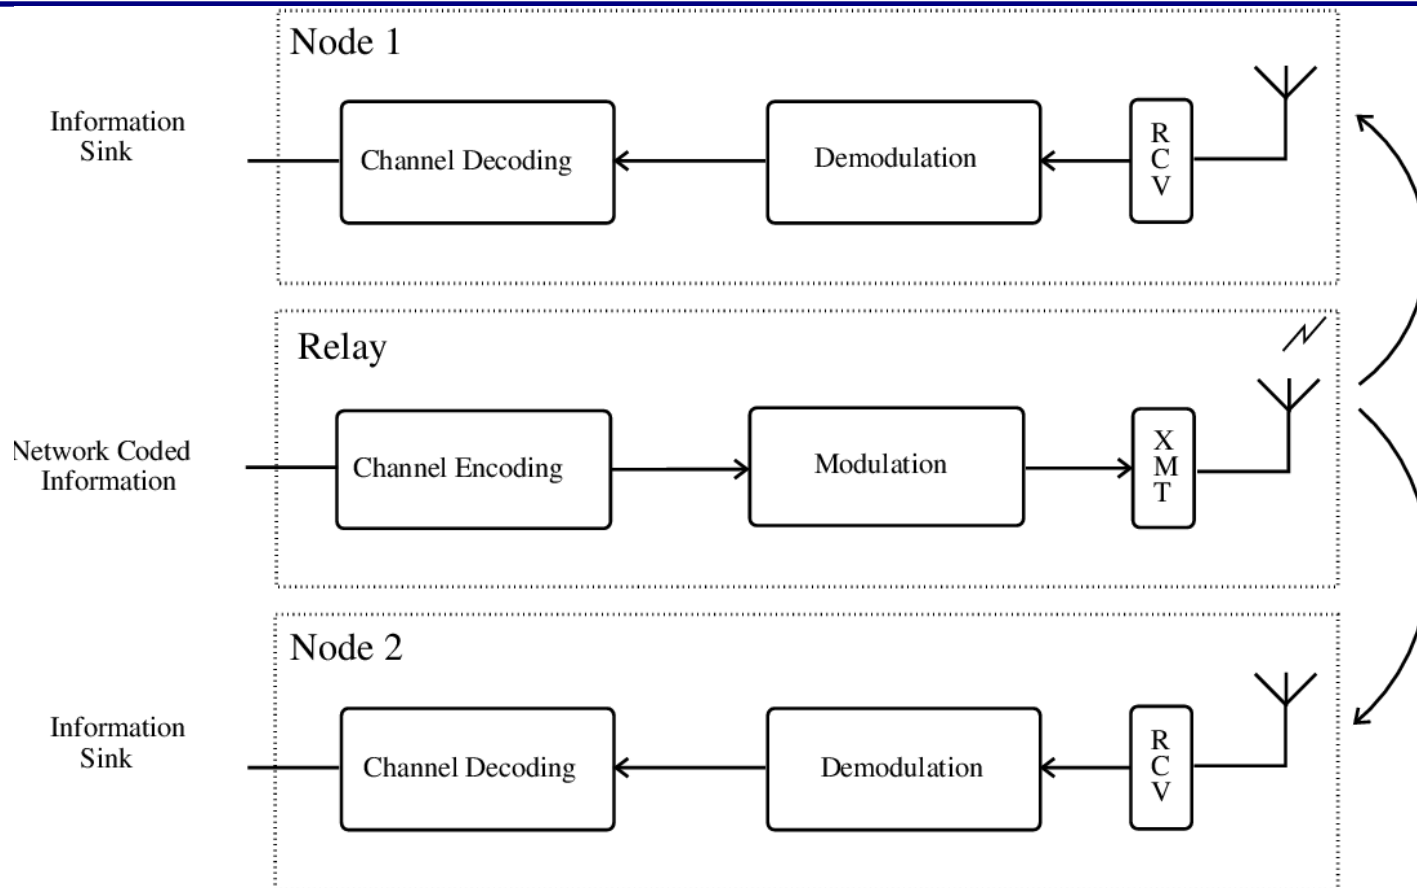 Node 1
Information
Sink
Channel Decoding
Demodulation
R
C
V
Relay
Network Coded
Information
Channel Encoding
Modulation
X
M
T
Node 2
Information
Sink
Channel Decoding
Demodulation
R
C
V